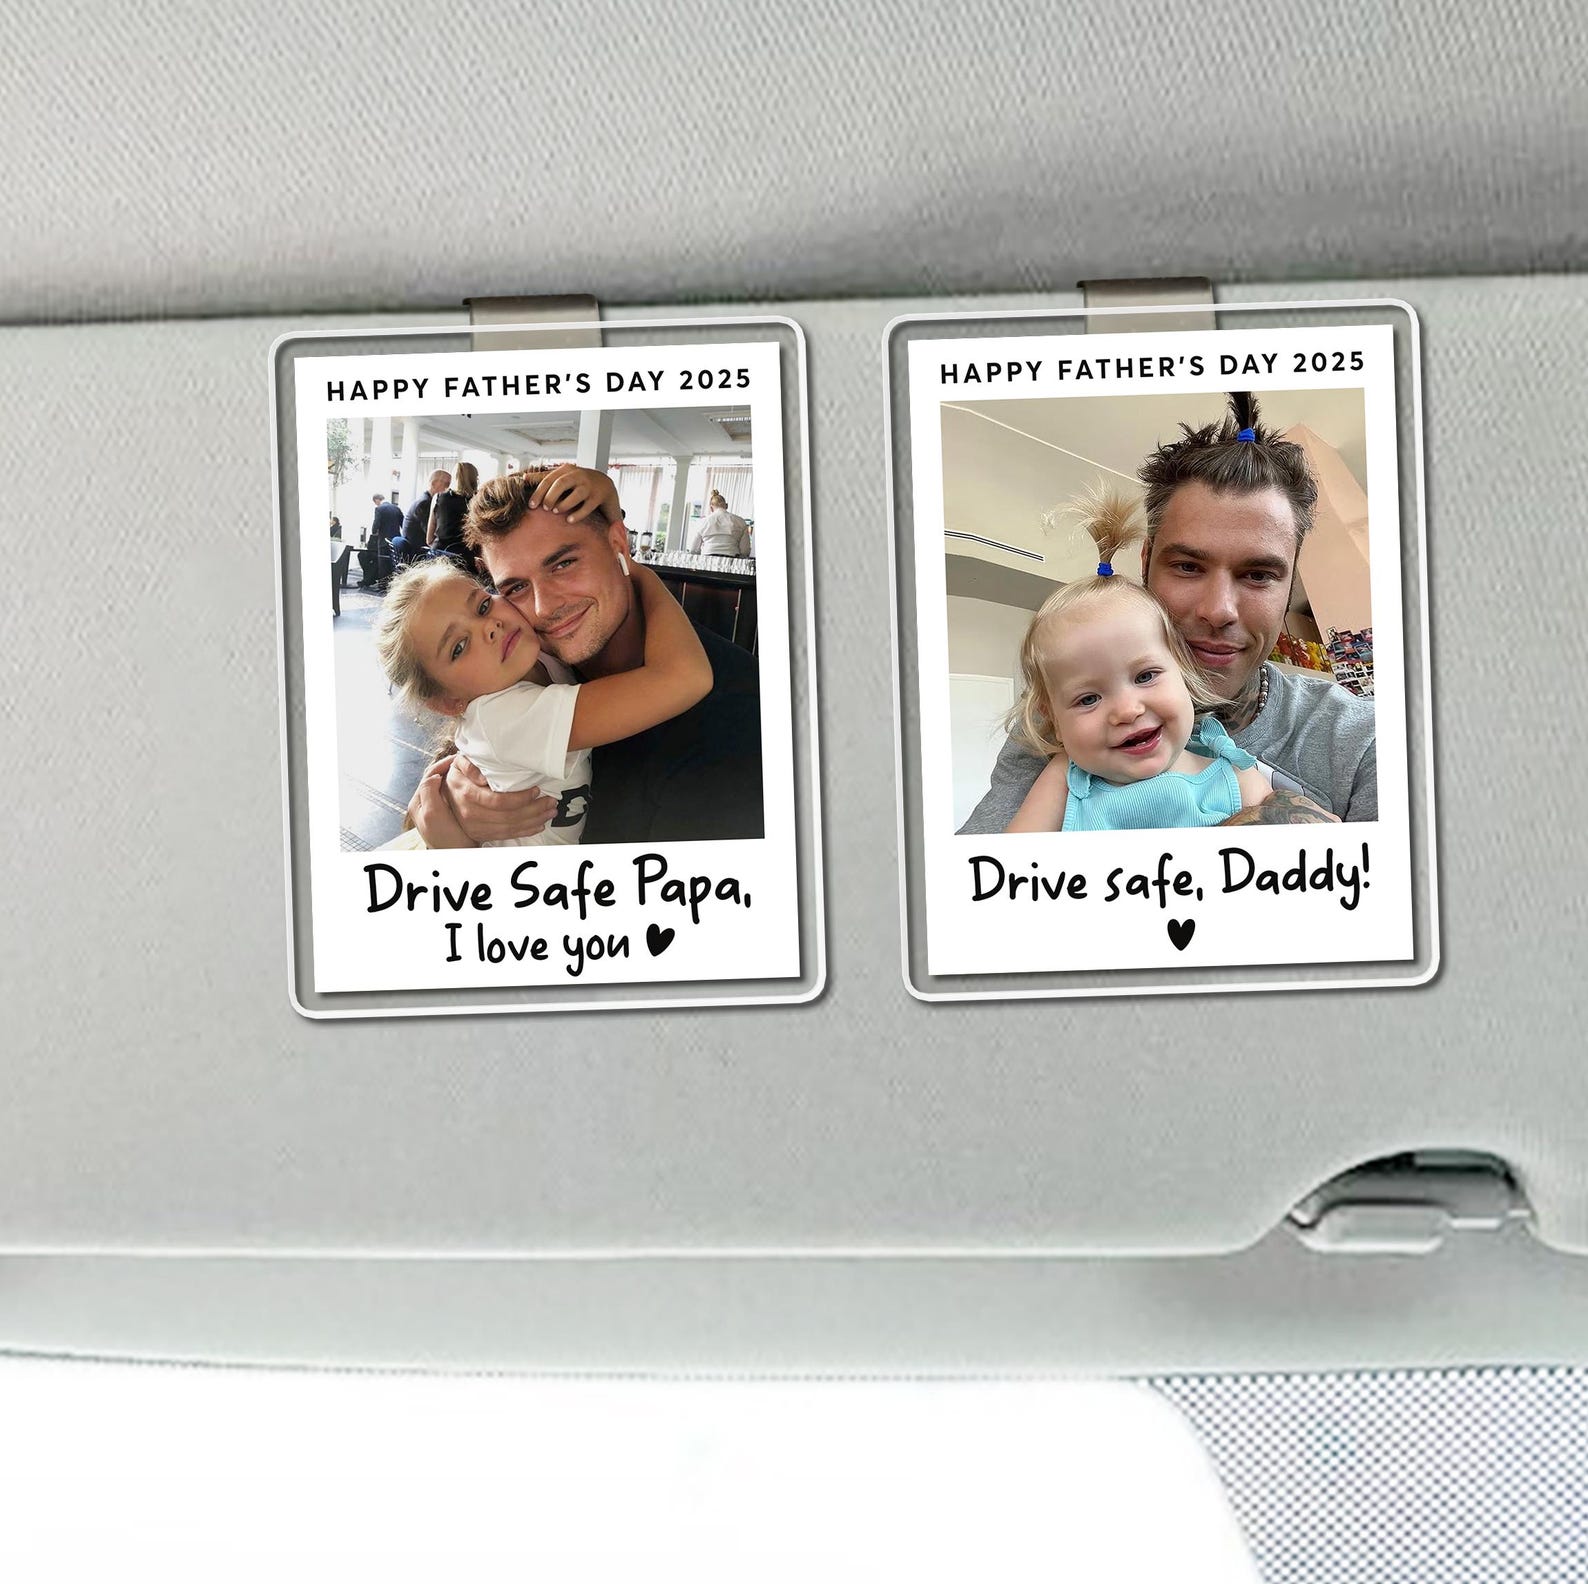 HAPPY FATHER'S DAY 2025
Drive Safe Papa,
I love you ♥
HAPPY FATHER'S DAY 2025
Drive safe, Daddy!
♥